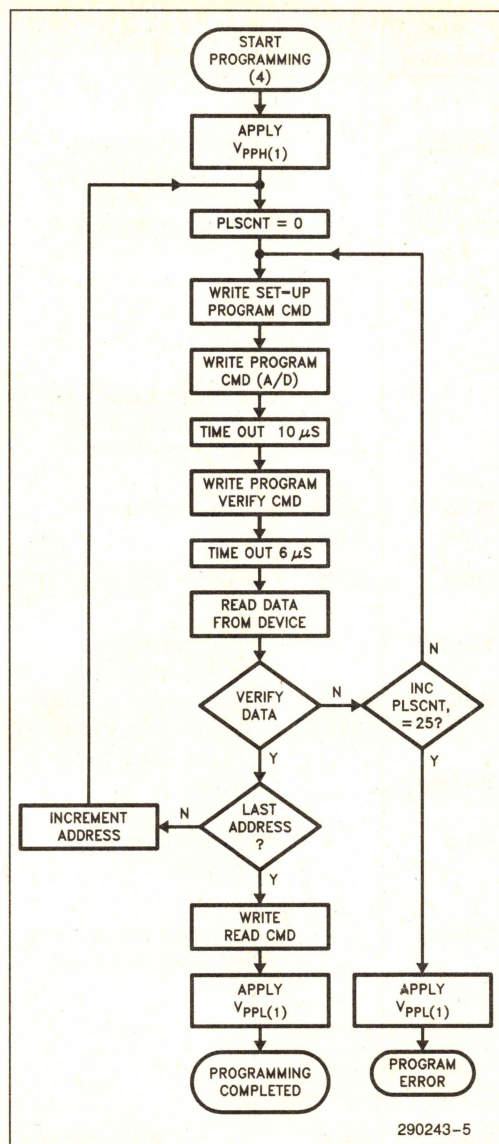 START
PROGRAMMING
(4)
APPLY
VPPH(1)
PLSCNT = 0
WRITE SET-UP
PROGRAM CMD
WRITE PROGRAM
CMD (A/D)
TIME OUT 10 μS
WRITE PROGRAM
VERIFY CMD
TIME OUT 6 μS
READ DATA
FROM DEVICE
VERIFY
DATA
N
Y
INC
PLSCNT,
= 25?
N
Y
LAST
ADDRESS
?
N
Y
INCREMENT
ADDRESS
WRITE
READ CMD
APPLY
VPPL(1)
PROGRAMMING
COMPLETED
APPLY
VPPL(1)
PROGRAM
ERROR
290243-5